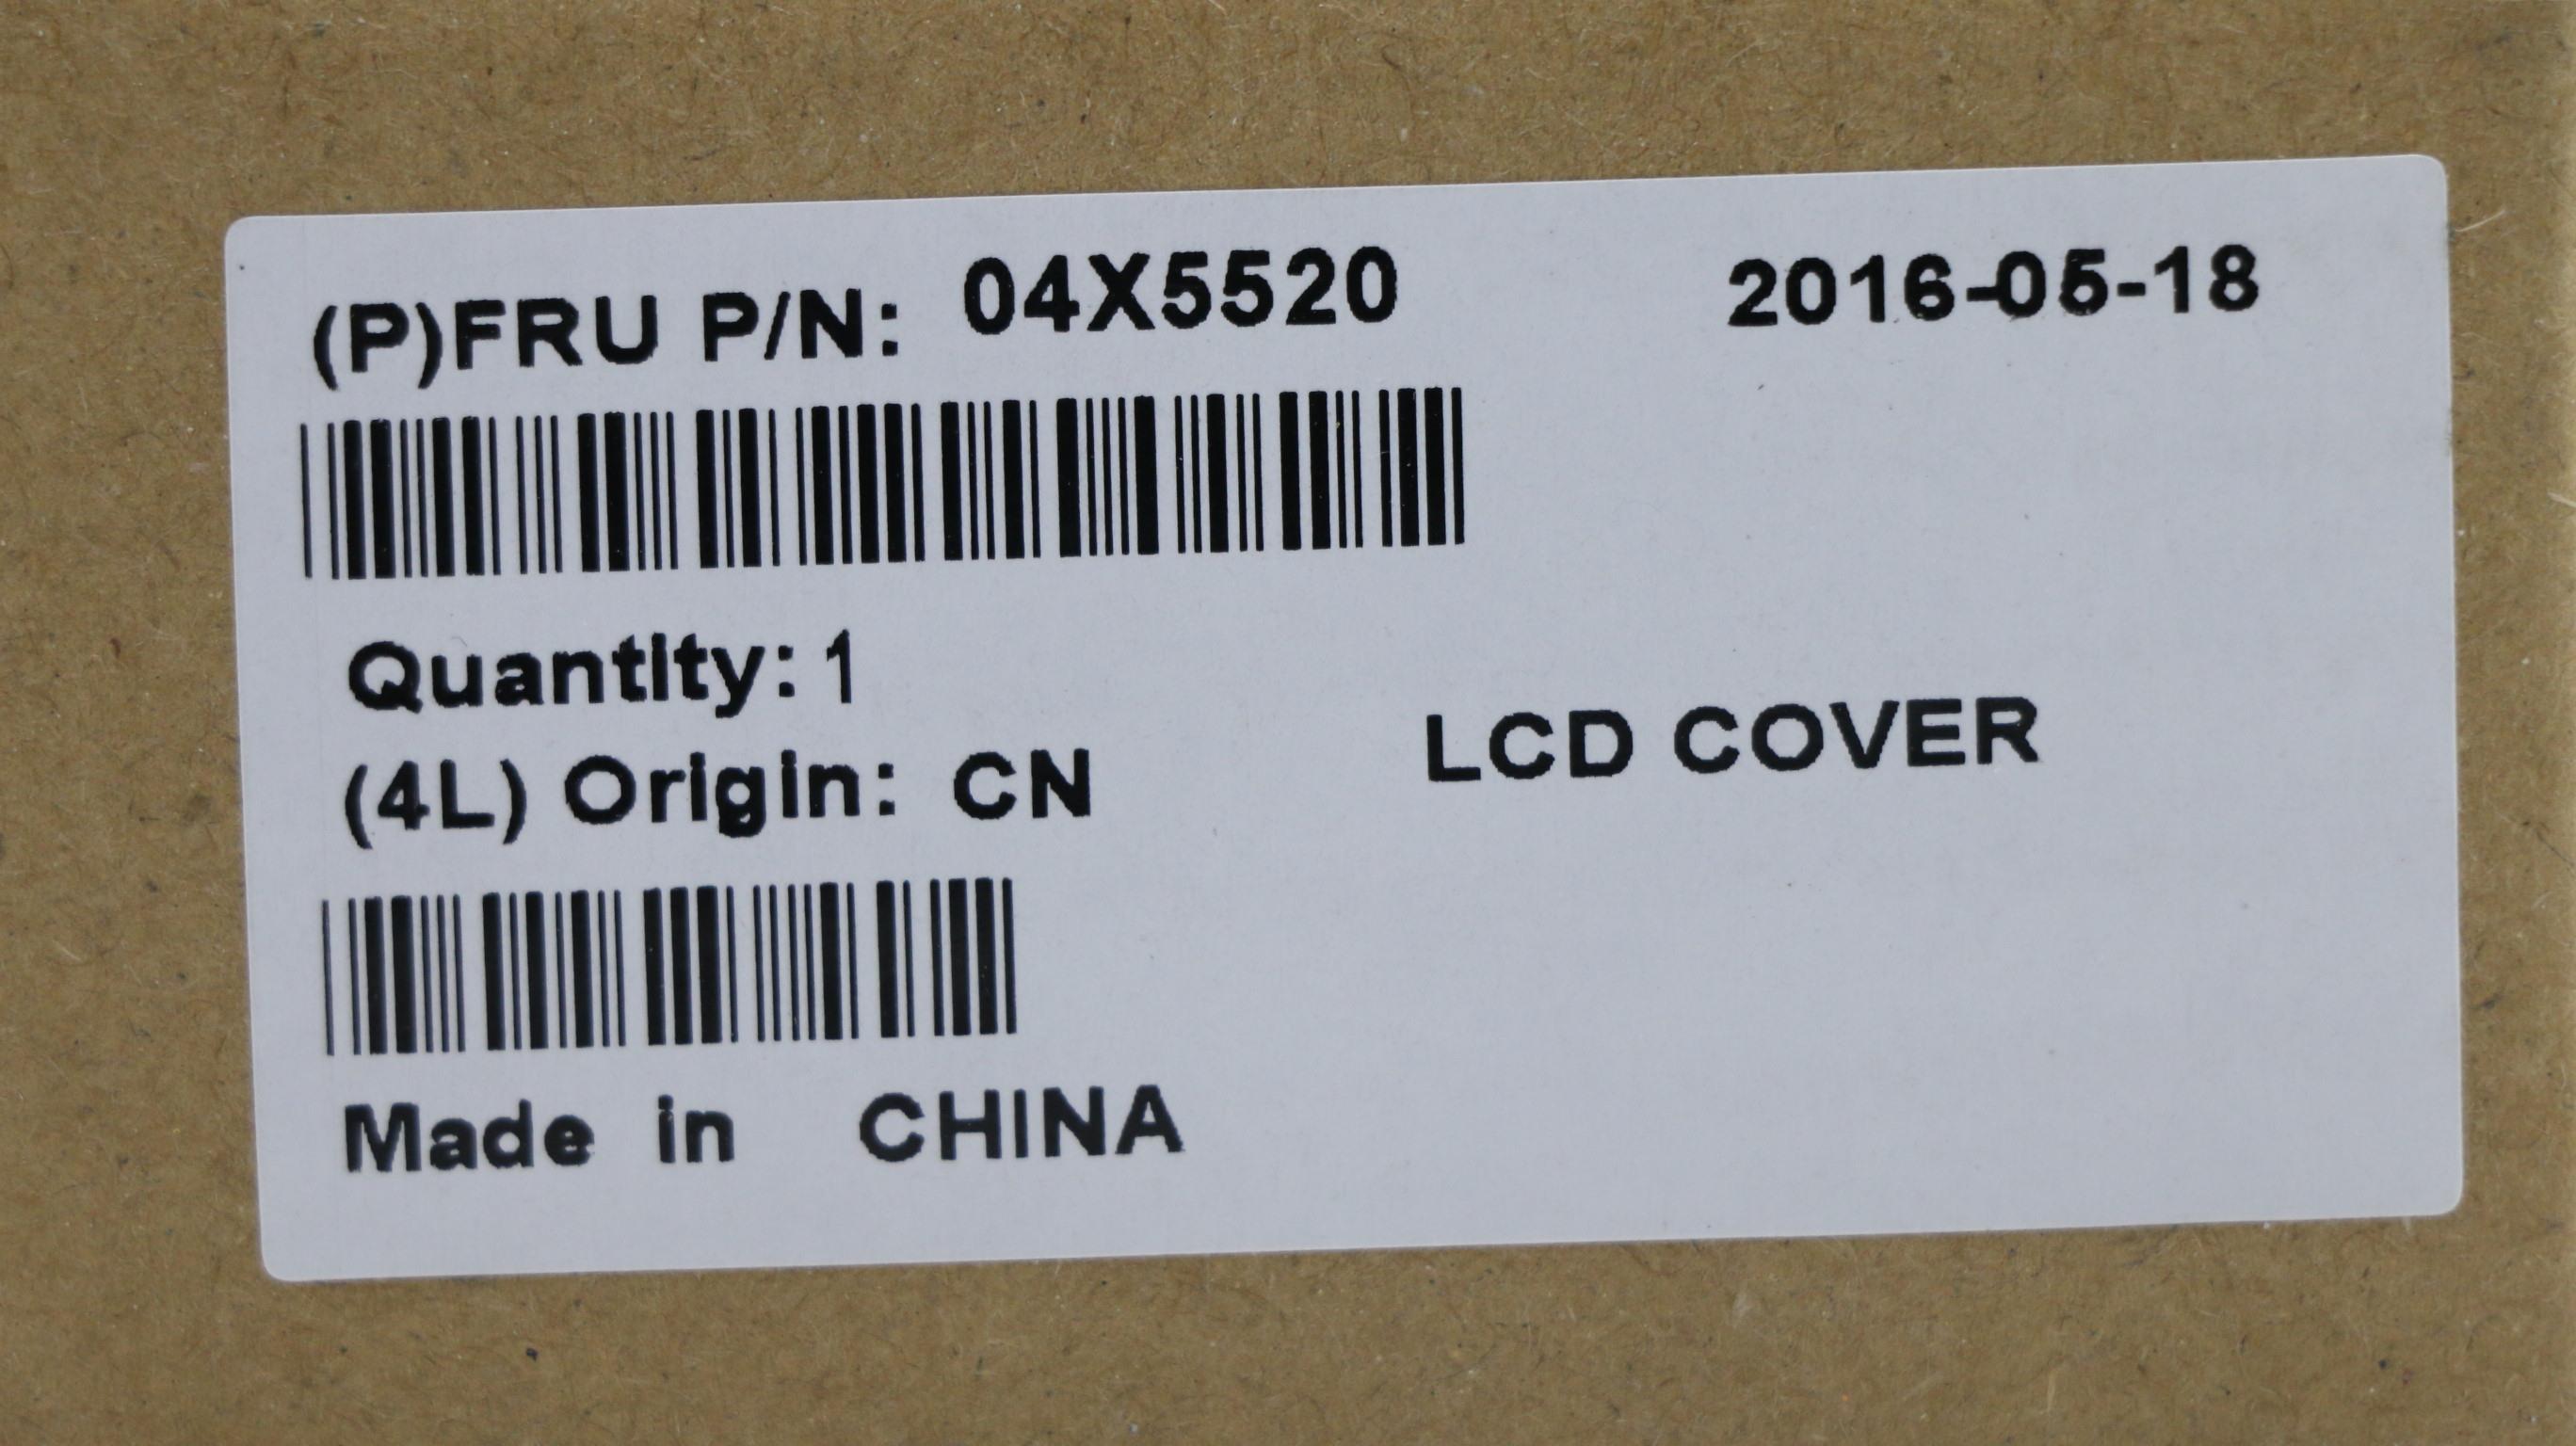 (P)FRU P/N: 04X5520 2016-05-18
Quantity: 1
(4L) Origin: CN LCD COVER
Made in CHINA